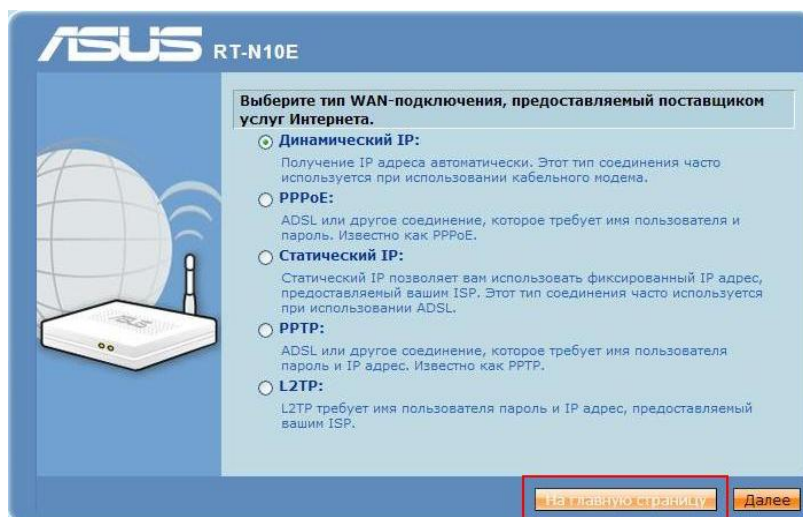 ASUS RT-N10E
Выберите тип WAN-подключения, предоставляемый поставщиком
услуг Интернета.
Динамический IP:
Получение IP адреса автоматически. Этот тип соединения часто
используется при использовании кабельного модема.
PPPoE:
ADSL или другое соединение, которое требует имя пользователя и
пароль. Известно как PPPoE.
Статический IP:
Статический IP позволяет вам использовать фиксированный IP адрес,
предоставляемый вашим ISP. Этот тип соединения часто используется
при использовании ADSL.
PPTP:
ADSL или другое соединение, которое требует имя пользователя
пароль и IP адрес. Известно как PPTP.
L2TP:
L2TP требует имя пользователя пароль и IP адрес, предоставляемый
вашим ISP.
ASUS
На главную страницу Далее